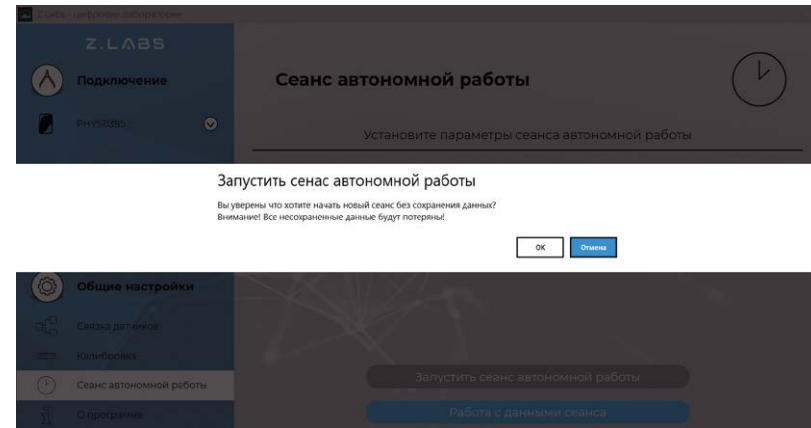 Z.Labs - цифровая лаборатория
Z.LABS
Подключение
Сеанс автономной работы
Установите параметры сеанса автономной работы
Запустить сенас автономной работы
Вы уверены что хотите начать новый сеанс без сохранения данных?
Внимание! Все несохраненные данные будут потеряны!
ОК
Отмена
Общие настройки
Связка датчиков
Калибровка
Сеанс автономной работы
О программе
Запустить сеанс автономной работы
Работа с данными сеанса